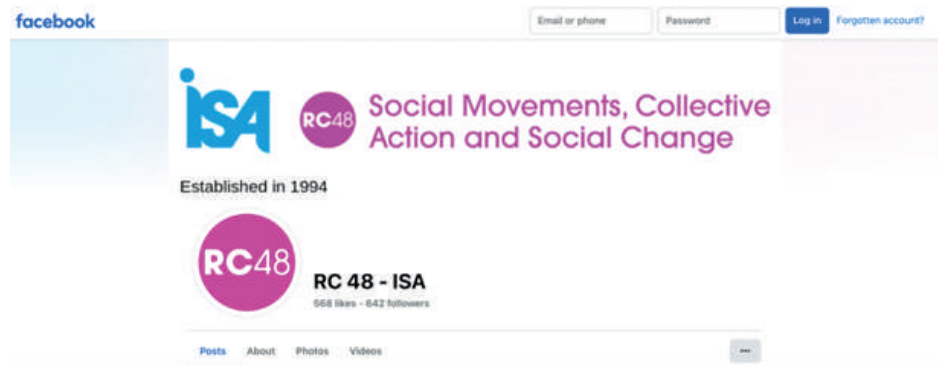 facebook
Email or phone
Password
Log in
Forgotten account?
ISA
RC48
Social Movements, Collective
Action and Social Change
Established in 1994
RC48
RC 48 - ISA
568 likes • 642 followers
Posts
About
Photos
Videos
•••